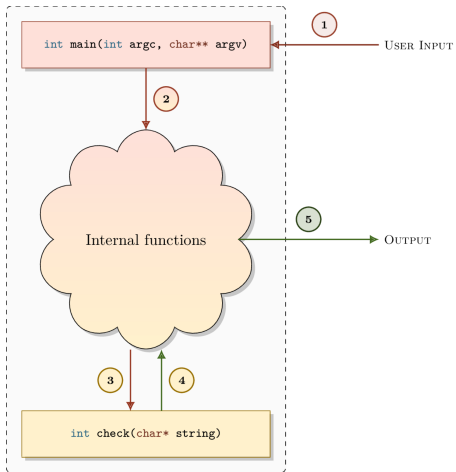 1
int main(int argc, char** argv)
USER INPUT
2
Internal functions
5
OUTPUT
3
4
int check(char* string)